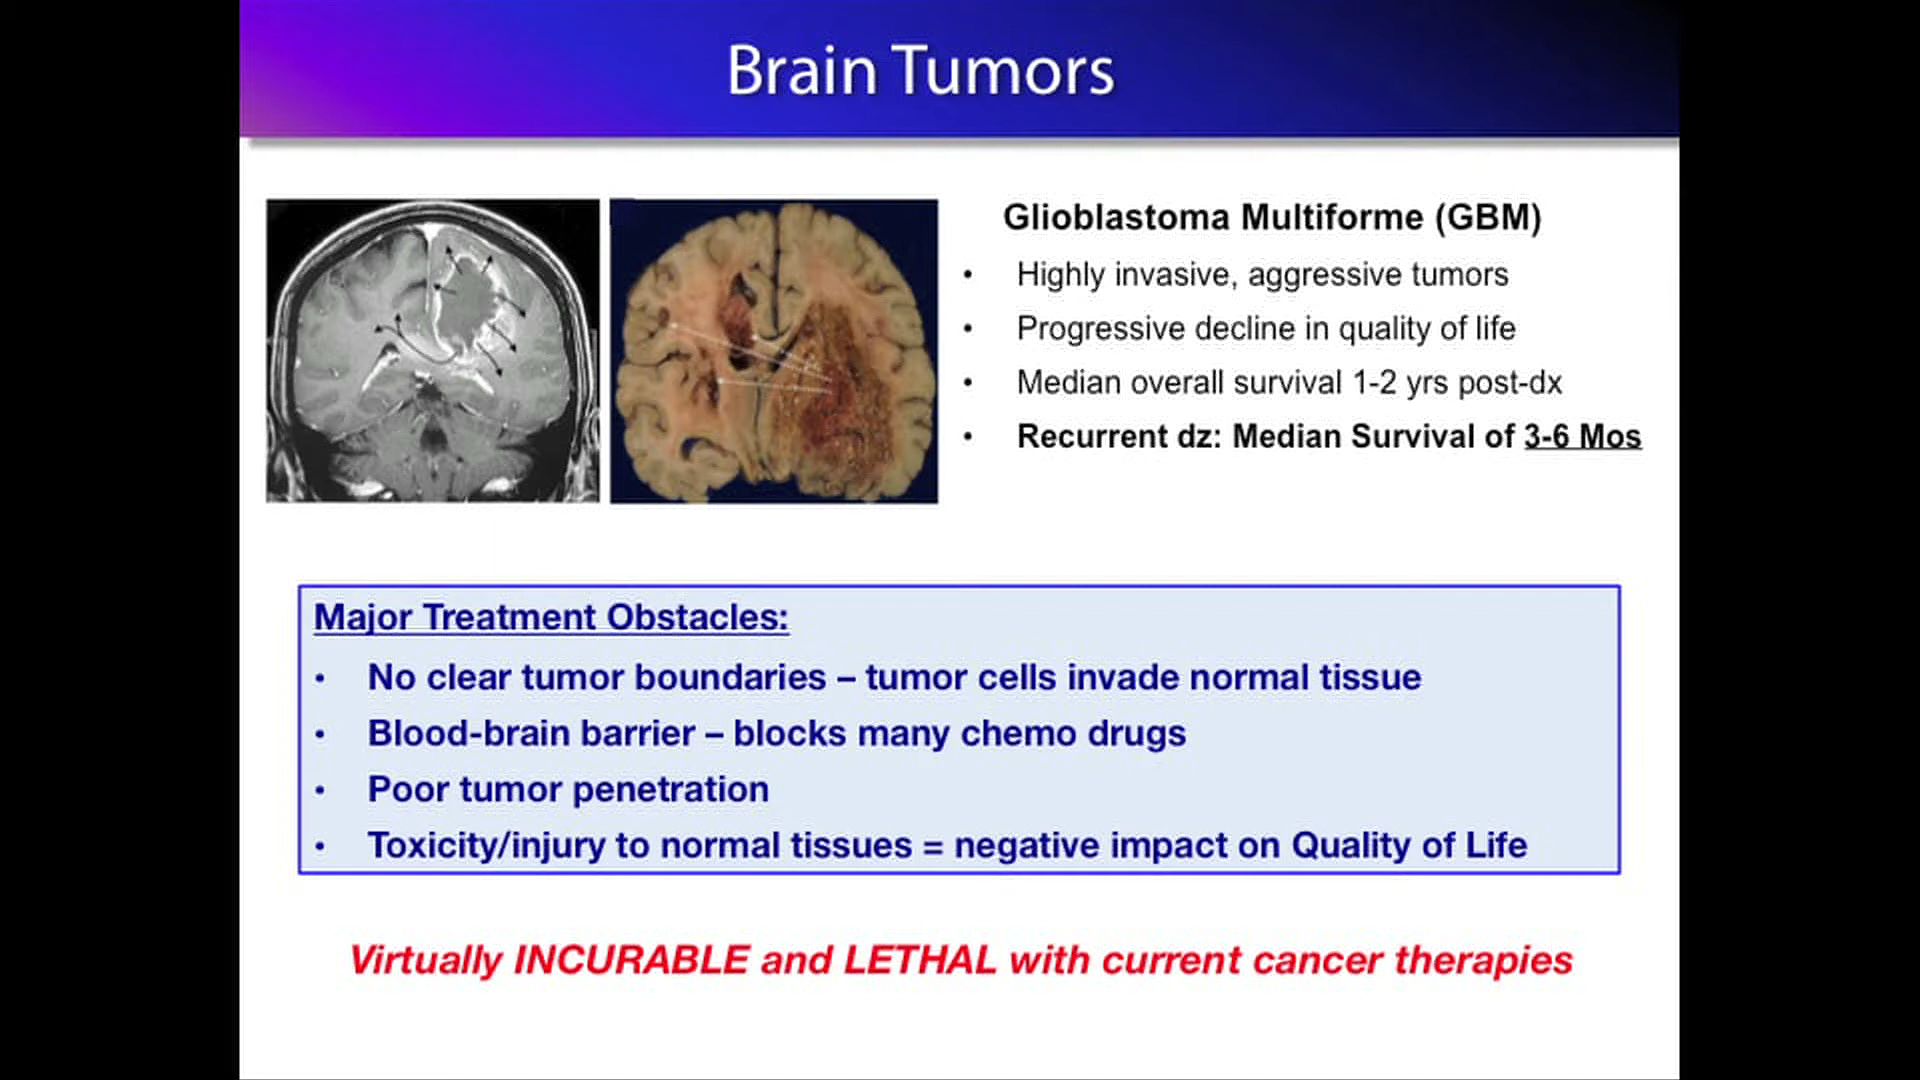 Brain Tumors
Glioblastoma Multiforme (GBM)
• Highly invasive, aggressive tumors
• Progressive decline in quality of life
• Median overall survival 1-2 yrs post-dx
• Recurrent dz: Median Survival of 3-6 Mos
Major Treatment Obstacles:
• No clear tumor boundaries – tumor cells invade normal tissue
• Blood-brain barrier – blocks many chemo drugs
• Poor tumor penetration
• Toxicity/injury to normal tissues = negative impact on Quality of Life
Virtually INCURABLE and LETHAL with current cancer therapies